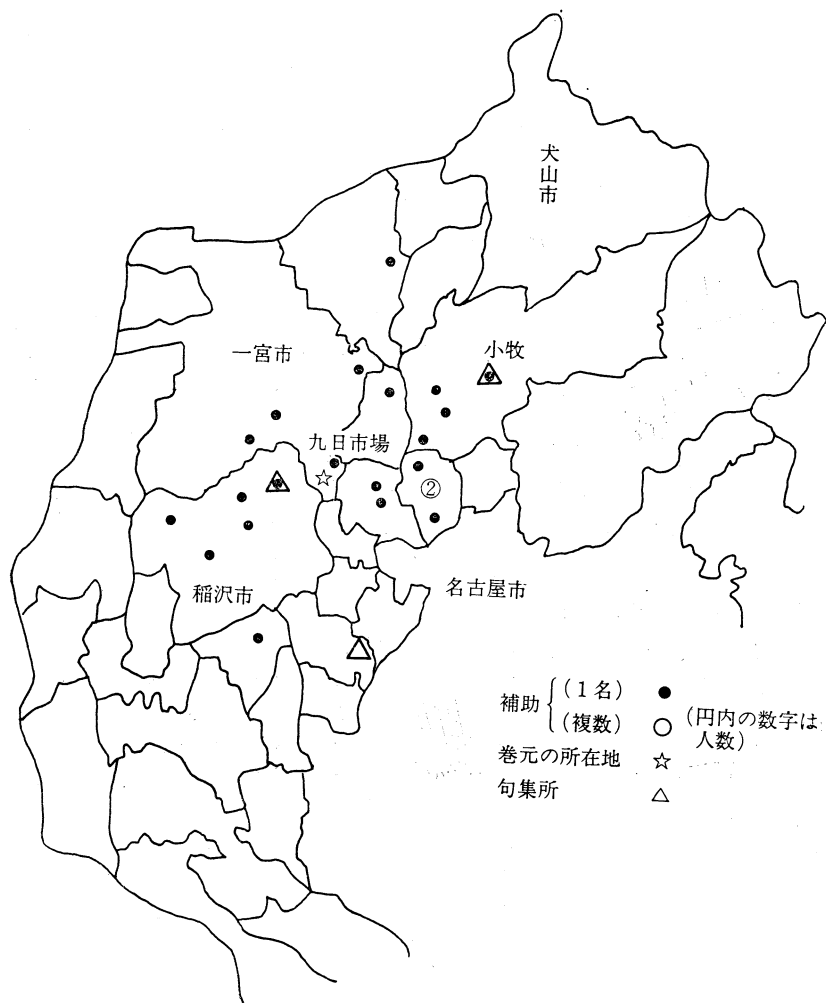 犬山市
一宮市
小牧
九日市場
②
稲沢市
名古屋市
補助 (1名) ●
(複数) ○ (円内の数字は人数)
巻元の所在地 ☆
句集所 △